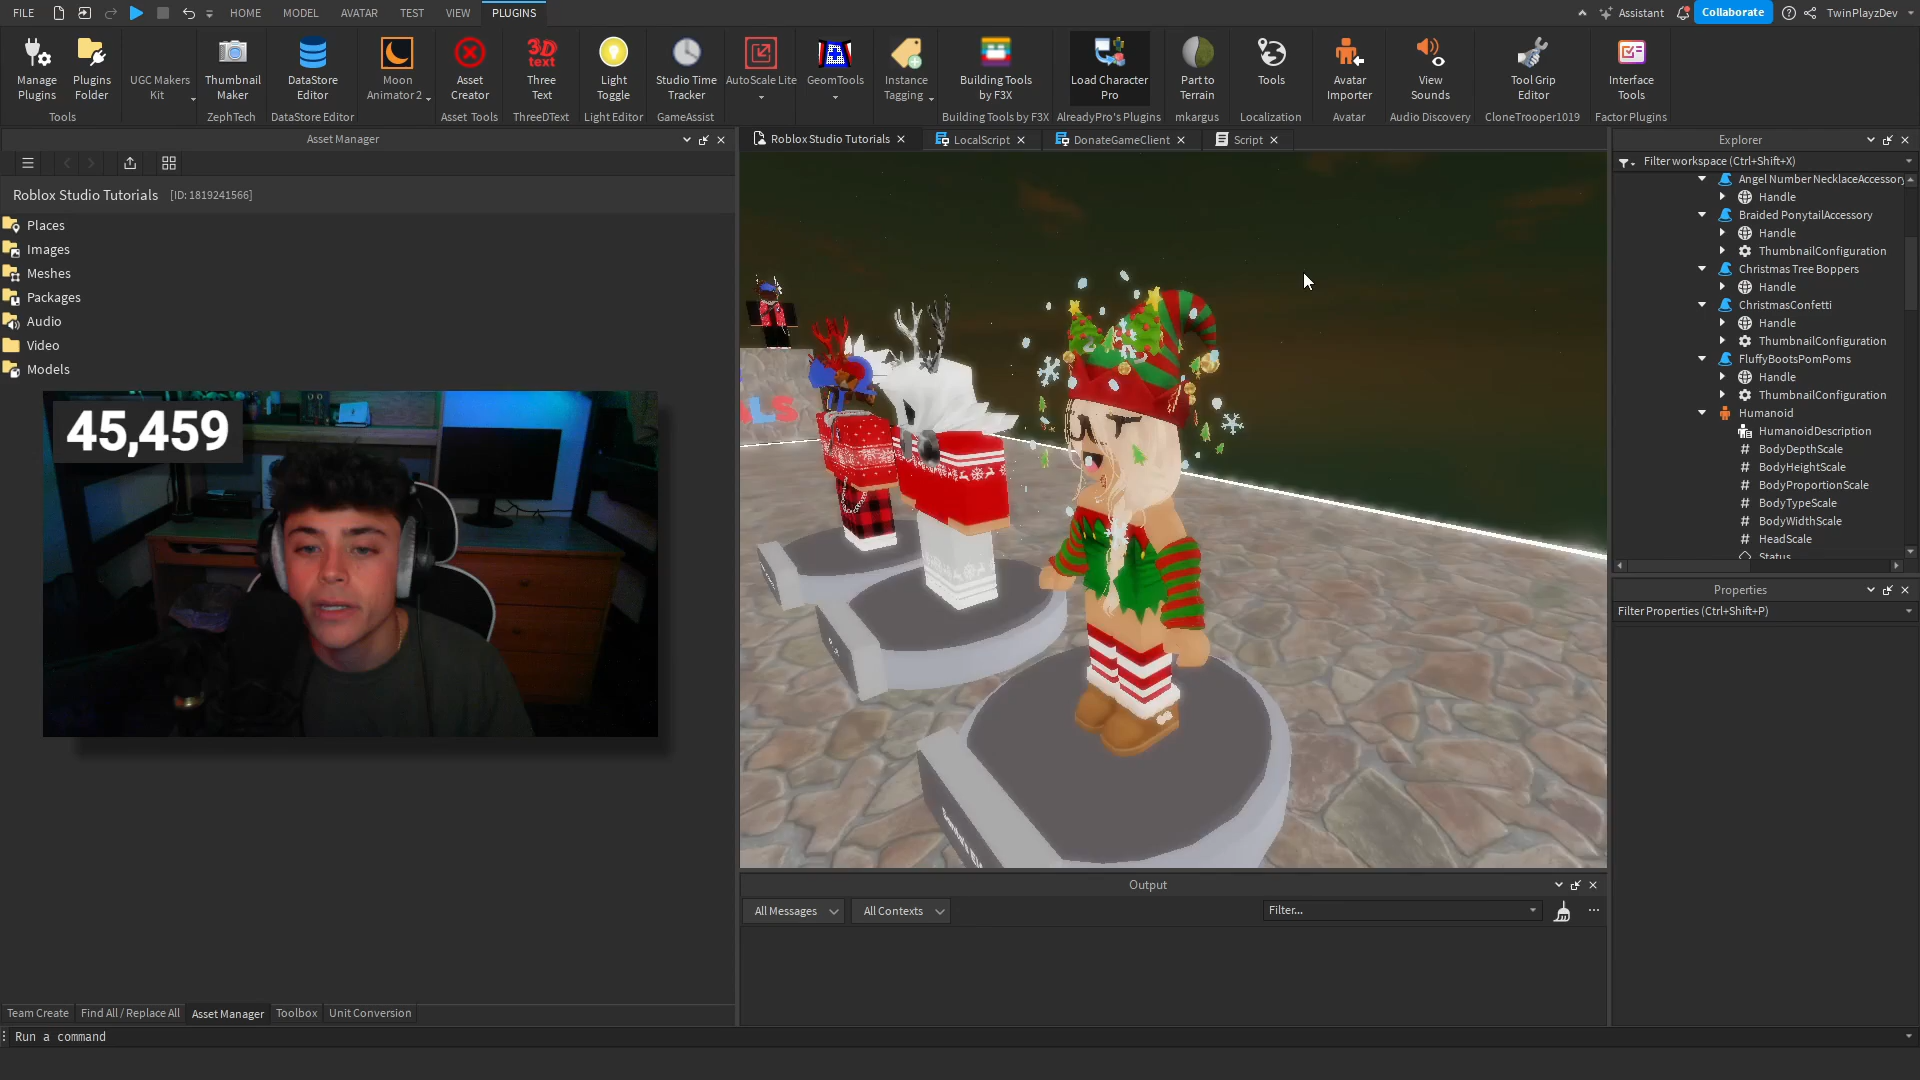 FILE HOME MODEL AVATAR TEST VIEW PLUGINS Assistant Collaborate TwinPlayzDev
Manage Plugins
Plugins Folder
Tools
UGC Makers Kit
Thumbnail Maker
ZephTech
DataStore Editor
DataStore Editor
Moon Animator 2
Asset Creator
Asset Tools
3D text
Three Text
ThreeDText
Light Toggle
Light Editor
Studio Time Tracker
GameAssist
AutoScale Lite
GeomTools
Instance Tagging
Building Tools by F3X
Building Tools by F3X
Load Character Pro
AlreadyPro's Plugins
Part to Terrain
mkargus
Tools
Localization
Avatar Importer
Avatar
View Sounds
Audio Discovery
Tool Grip Editor
CloneTrooper1019
Interface Tools
Factor Plugins
Asset Manager
Roblox Studio Tutorials [ID: 1819241566]
Places
Images
Meshes
Packages
Audio
Video
Models
45,459
Team Create Find All / Replace All Asset Manager Toolbox Unit Conversion
Run a command
Roblox Studio Tutorials LocalScript DonateGameClient Script
LS
Output
All Messages All Contexts Filter...
Explorer
Filter workspace (Ctrl+Shift+X)
Angel Number NecklaceAccessory
Handle
Braided PonytailAccessory
Handle
ThumbnailConfiguration
Christmas Tree Boppers
Handle
ChristmasConfetti
Handle
ThumbnailConfiguration
FluffyBootsPomPoms
Handle
ThumbnailConfiguration
Humanoid
HumanoidDescription
BodyDepthScale
BodyHeightScale
BodyProportionScale
BodyTypeScale
BodyWidthScale
HeadScale
Status
Properties
Filter Properties (Ctrl+Shift+P)